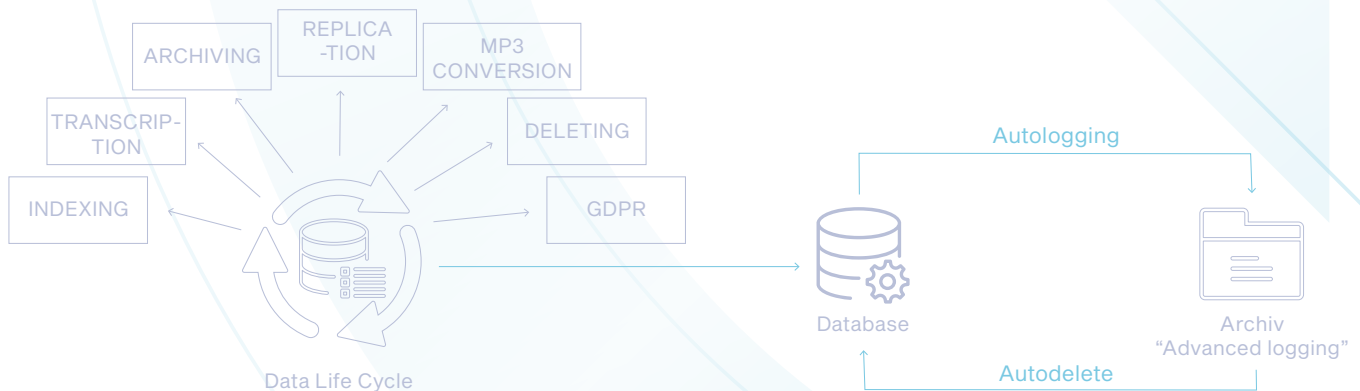 REPLICA
-TION
MP3
CONVERSION
ARCHIVING
TRANSCRIP-
TION
DELETING
INDEXING
GDPR
Autologging
Database
Archiv
“Advanced logging”
Autodelete
Data Life Cycle